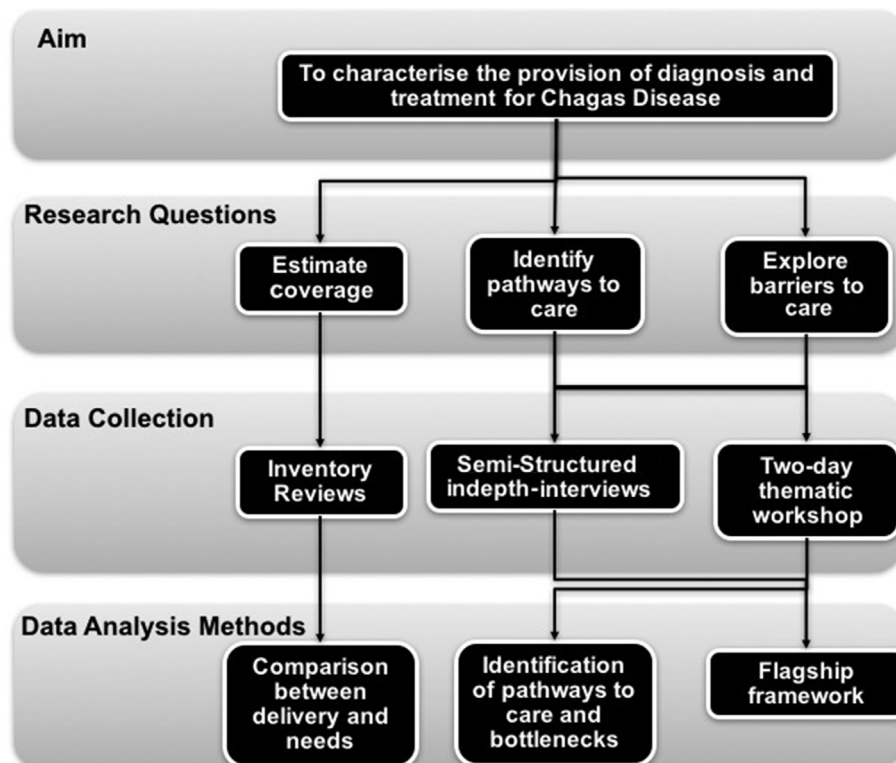 Aim
To characterise the provision of diagnosis and
treatment for Chagas Disease
Research Questions
Estimate
coverage
Identify
pathways to
care
Explore
barriers to
care
Data Collection
Inventory
Reviews
Semi-Structured
indepth-interviews
Two-day
thematic
workshop
Data Analysis Methods
Comparison
between
delivery and
needs
Identification
of pathways to
care and
bottlenecks
Flagship
framework